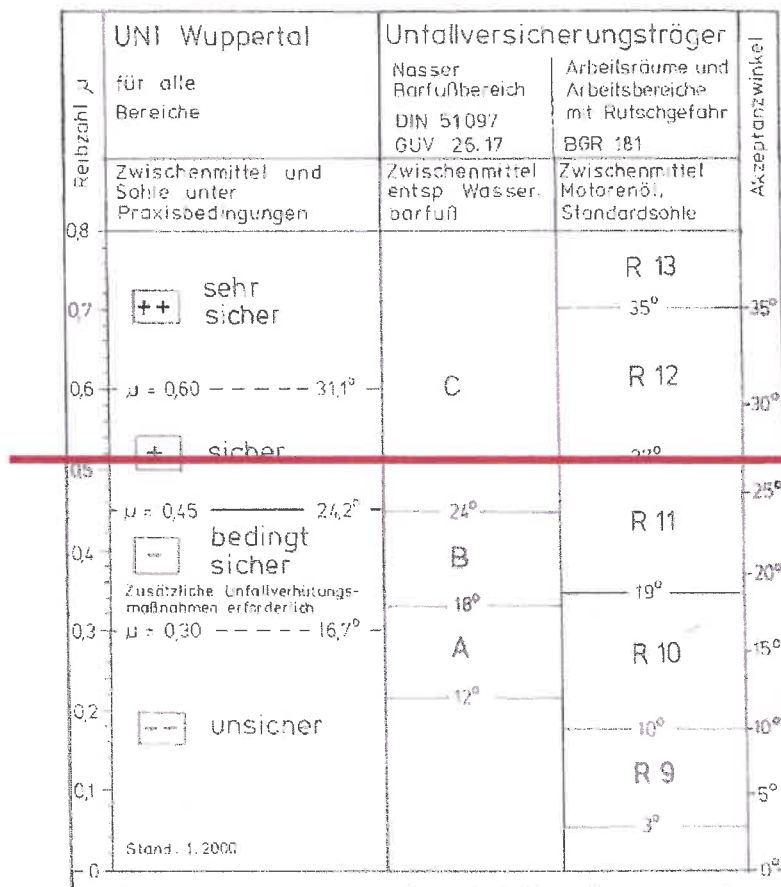 UNI Wuppertal
für alle
Bereiche
Zwischenmittel und
Sohle unter
Praxisbedingungen
Unfallversicherungsträger
Nasser
Barfußbereich
DIN 51097
GUV 26.17
Zwischenmittel
entsp Wasser.
barfuß
Arbeitsräume und
Arbeitsbereiche
mit Rutschgefahr
BGR 181
Zwischenmittel
Motorenöl,
Standardsohle
Reibzahl µ
0,8
0,7
0,6
0,5
0,4
0,3
0,2
0,1
0
++ sehr
sicher
µ = 0,60 31,1°
+ sicher
µ = 0,45 24,2°
- bedingt
sicher
Zusätzliche Unfallverhütungs-
maßnahmen erforderlich
µ = 0,30 16,7°
-- unsicher
Stand. 1.2000
C
24°
B
18°
A
12°
R 13
35°
R 12
27°
R 11
19°
R 10
10°
R 9
3°
Akzeptanzwinkel
35°
30°
25°
20°
15°
10°
5°
0°